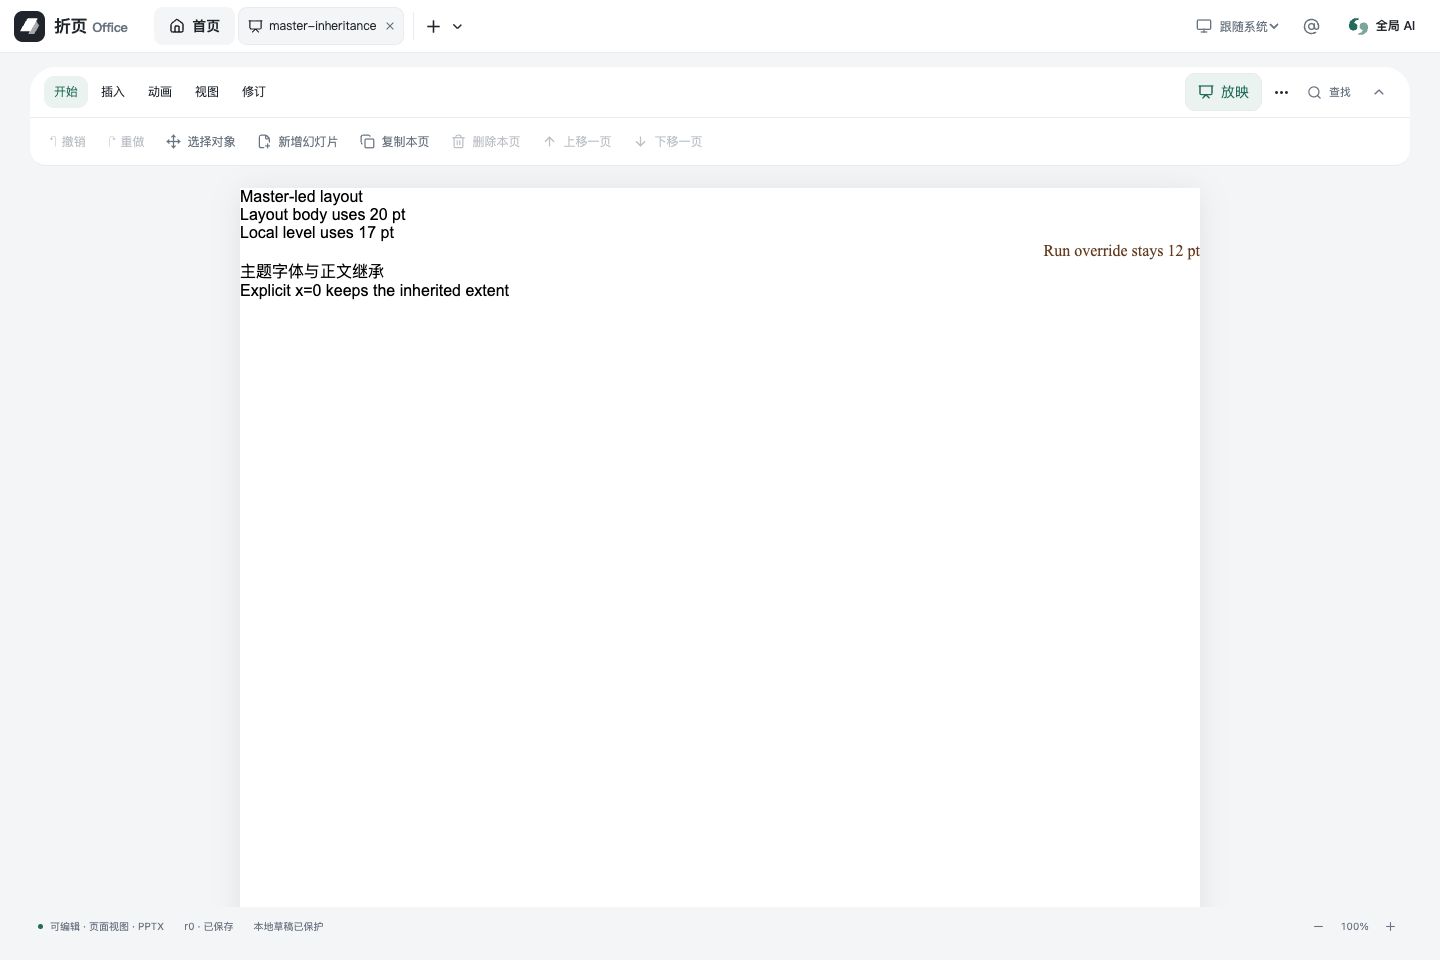 折页 Office
首页
master-inheritance
跟随系统
全局 AI
开始 插入 动画 视图 修订
放映
查找
撤销 重做 选择对象 新增幻灯片 复制本页 删除本页 上移一页 下移一页
Master-led layout
Layout body uses 20 pt
Local level uses 17 pt
Run override stays 12 pt
主题字体与正文继承
Explicit x=0 keeps the inherited extent
可编辑 · 页面视图 · PPTX r0 · 已保存 本地草稿已保护
100%